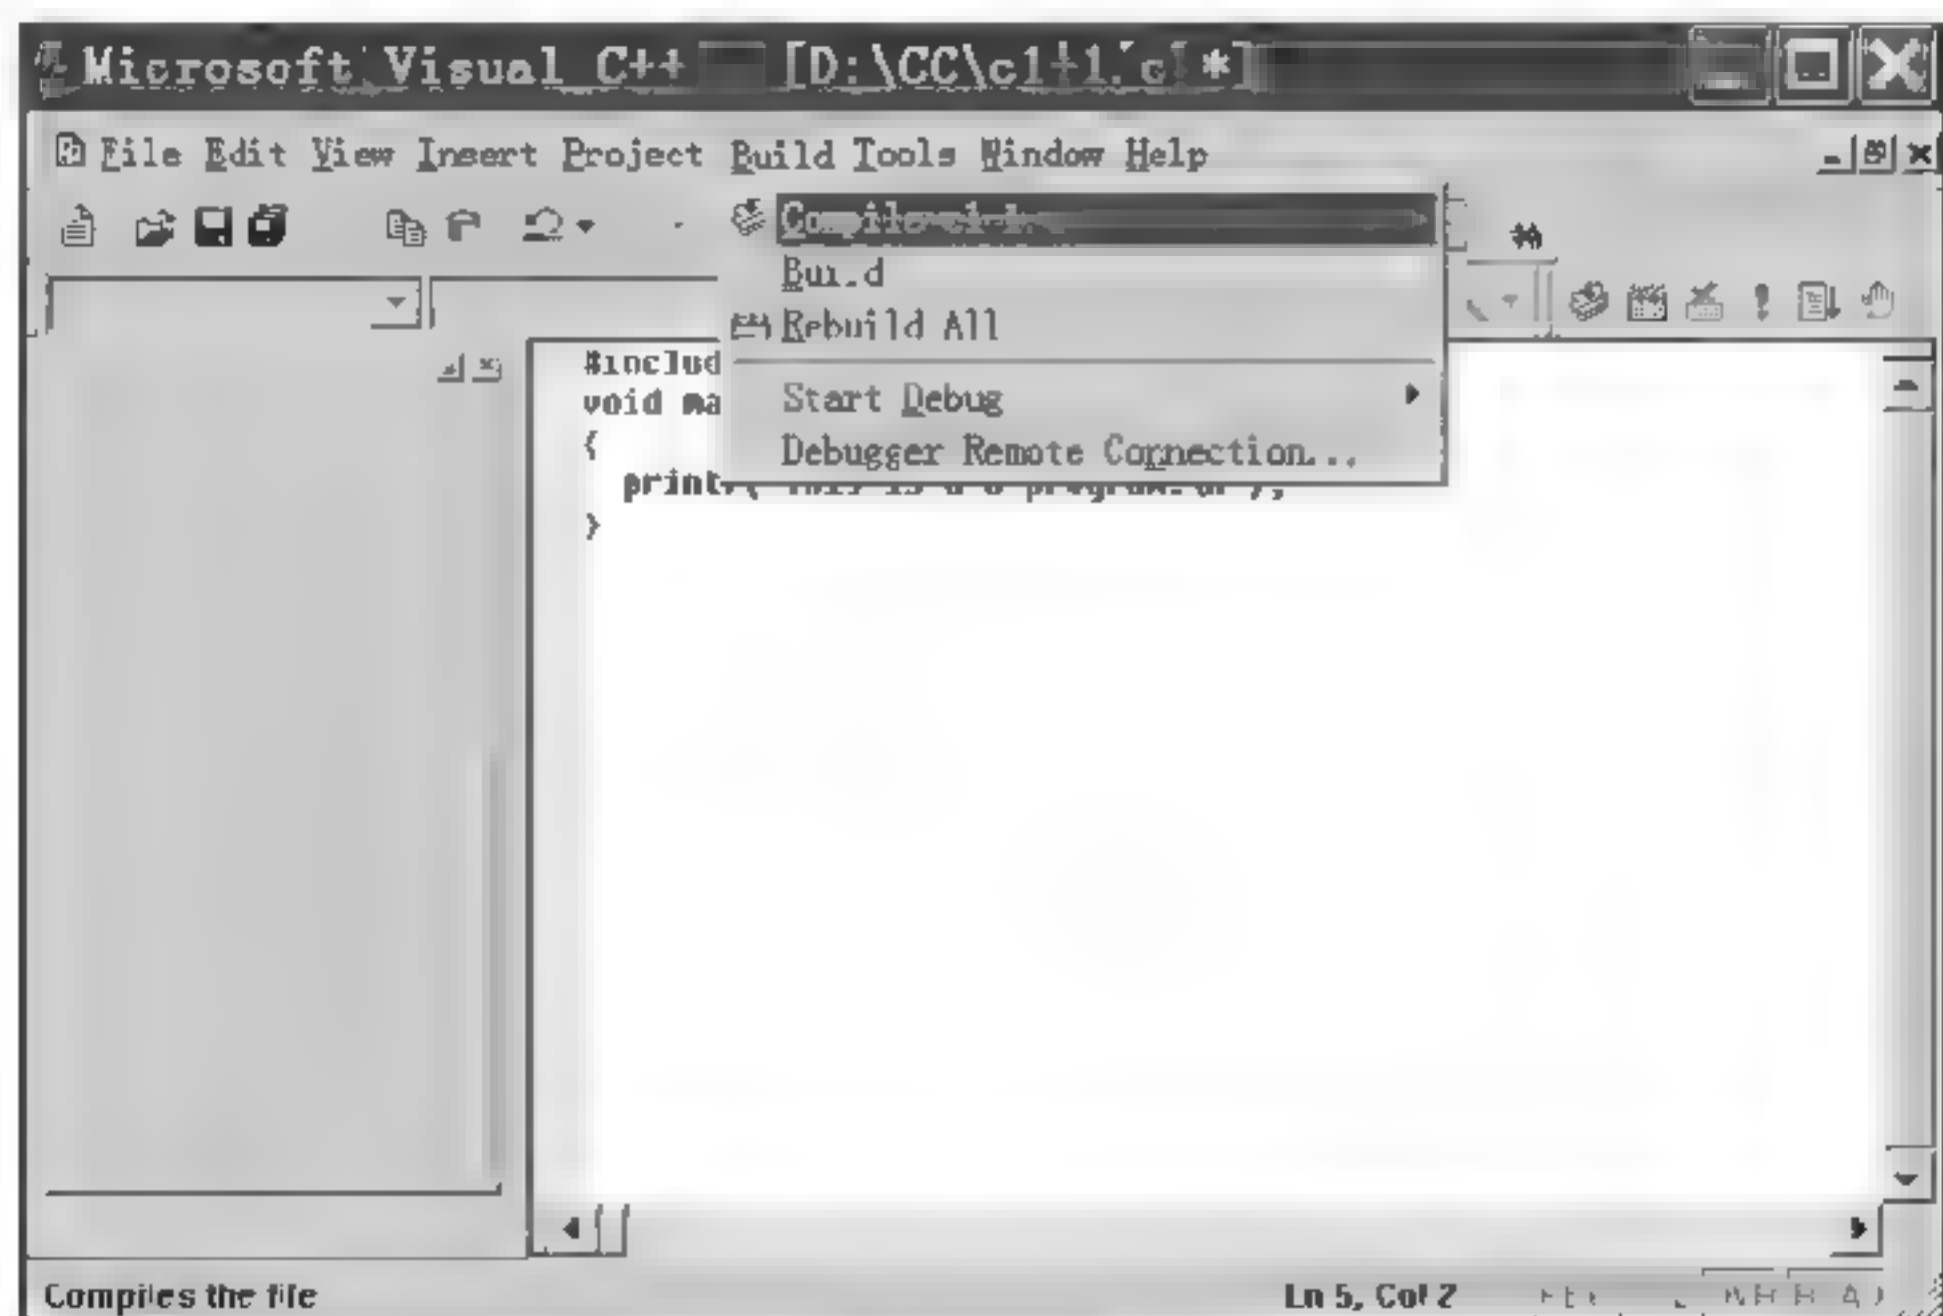 Microsoft Visual C++ - [D:\CC\c1-1.c *]
File Edit View Insert Project Build Tools Window Help
Compile
Build
Rebuild All
#includ
void ma
Start Debug
{
Debugger Remote Connection...
}
Compiles the file
Ln 5, Col 2